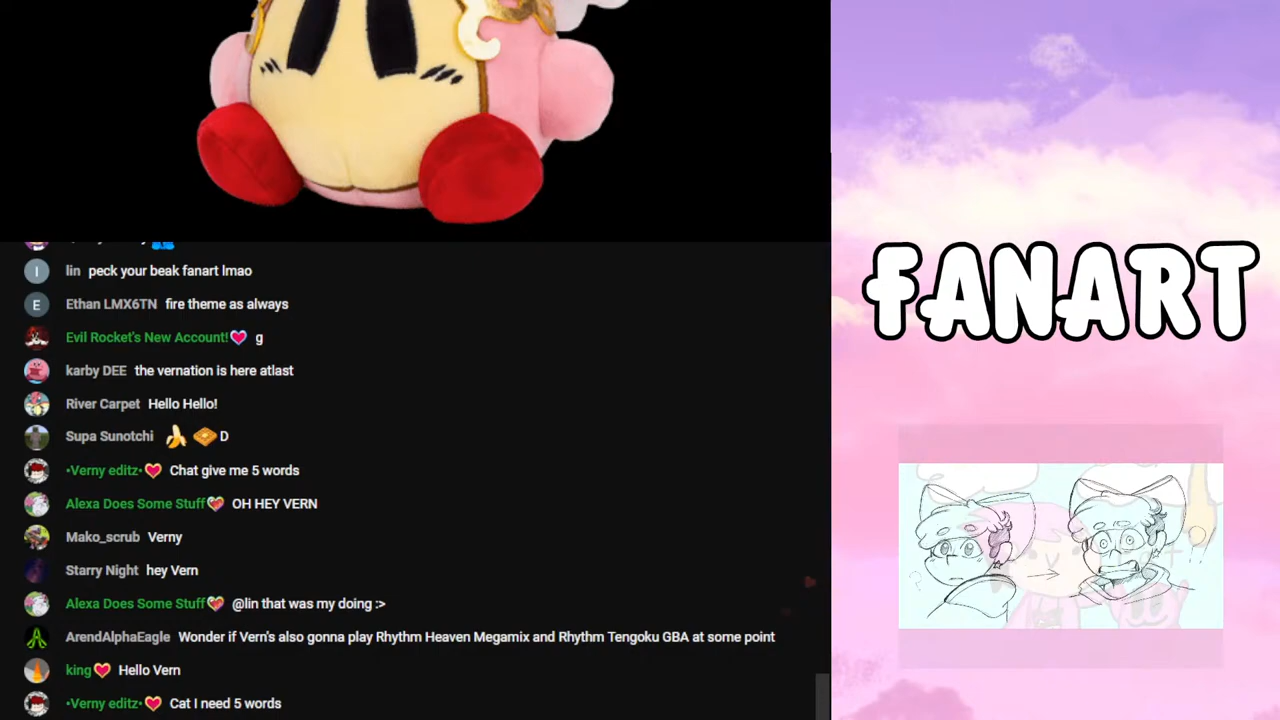 lin peck your beak fanart lmao
E Ethan LMX6TN fire theme as always
Evil Rocket's New Account! g
karby DEE the vernation is here atlast
River Carpet Hello Hello!
Supa Sunotchi 🍌 🧇 D
•Verny editz• Chat give me 5 words
Alexa Does Some Stuff OH HEY VERN
Mako_scrub Verny
Starry Night hey Vern
Alexa Does Some Stuff @lin that was my doing :>
ArendAlphaEagle Wonder if Vern's also gonna play Rhythm Heaven Megamix and Rhythm Tengoku GBA at some point
king Hello Vern
•Verny editz• Cat I need 5 words
FANART